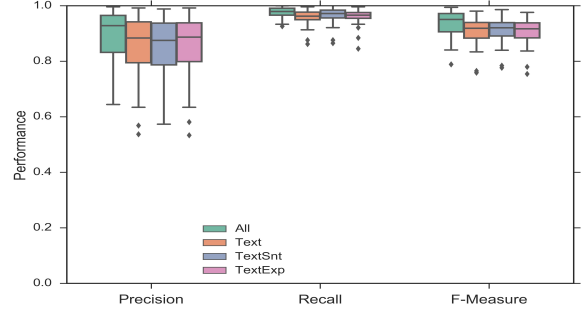 1.0
0.8
0.6
0.4
0.2
0.0
Performance
All
Text
TextSnt
TextExp
Precision
Recall
F-Measure